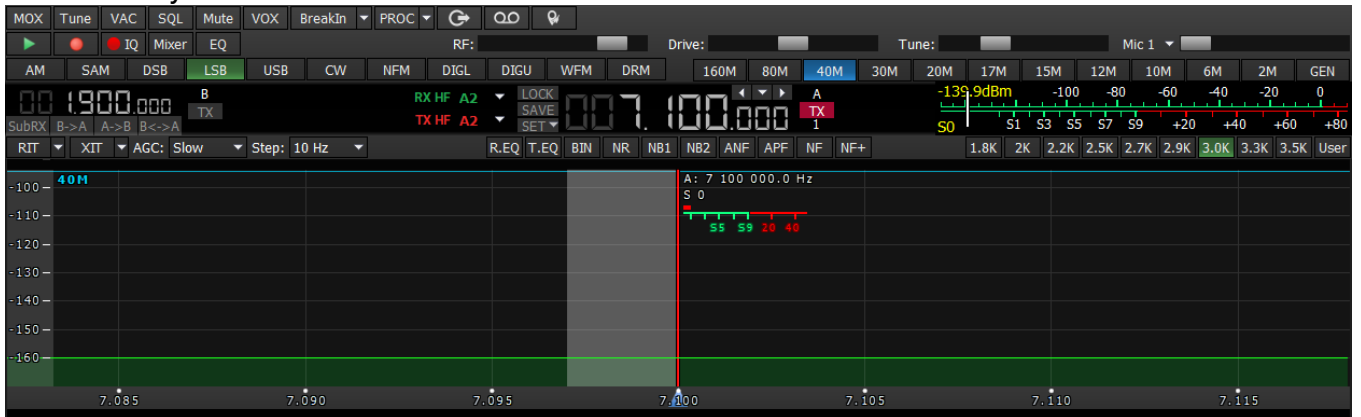 MOX Tune VAC SQL Mute VOX BreakIn PROC
RF: Drive: Tune: Mic 1
IQ Mixer EQ
AM SAM DSB LSB USB CW NFM DIGL DIGU WFM DRM 160M 80M 40M 30M 20M 17M 15M 12M 10M 6M 2M GEN
1.900.000 B TX RX HF A2 TX HF A2 LOCK SAVE SET 7.100.000 A TX 1
-139.9dBm -100 -80 -60 -40 -20 0
S0 S1 S3 S5 S7 S9 +20 +40 +60 +80
SubRX B->A A->B B<->A
RIT XIT AGC: Slow Step: 10 Hz R.EQ T.EQ BIN NR NB1 NB2 ANF APF NF NF+ 1.8K 2K 2.2K 2.5K 2.7K 2.9K 3.0K 3.3K 3.5K User
40M A: 7 100 000.0 Hz
-100
S 0
-110
S5 S9 20 40
-120
-130
-140
-150
-160
7.085 7.090 7.095 7.100 7.105 7.110 7.115